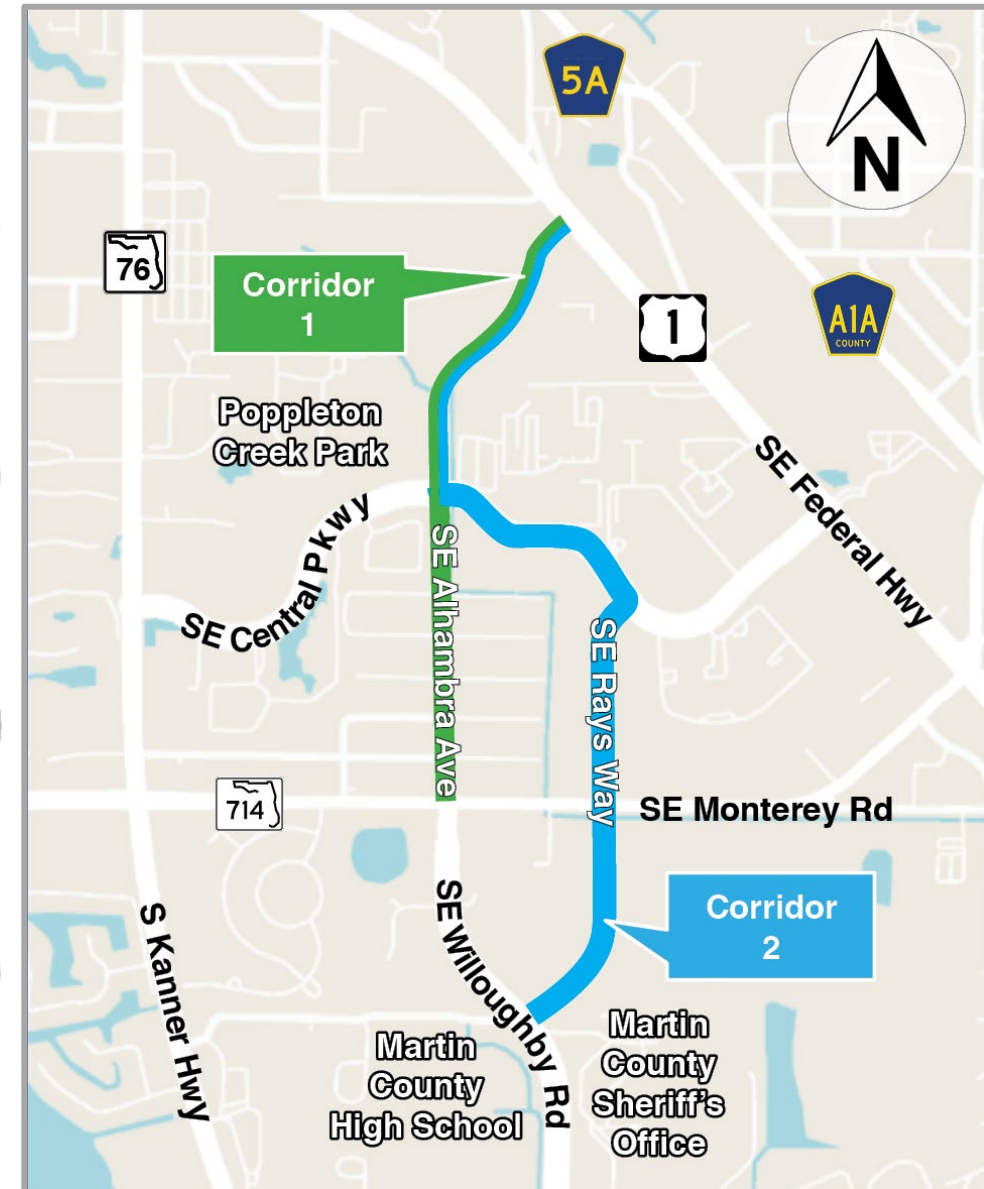 5A
N
76
Corridor
1
1
A1A
COUNTY
Poppleton
Creek Park
SE Federal Hwy
SE Central Pkwy
SE Alhambra Ave
SE Rays Way
714
SE Monterey Rd
Corridor
2
S Kanner Hwy
SE Willoughby Rd
Martin
County
High School
Martin
County
Sheriff's
Office